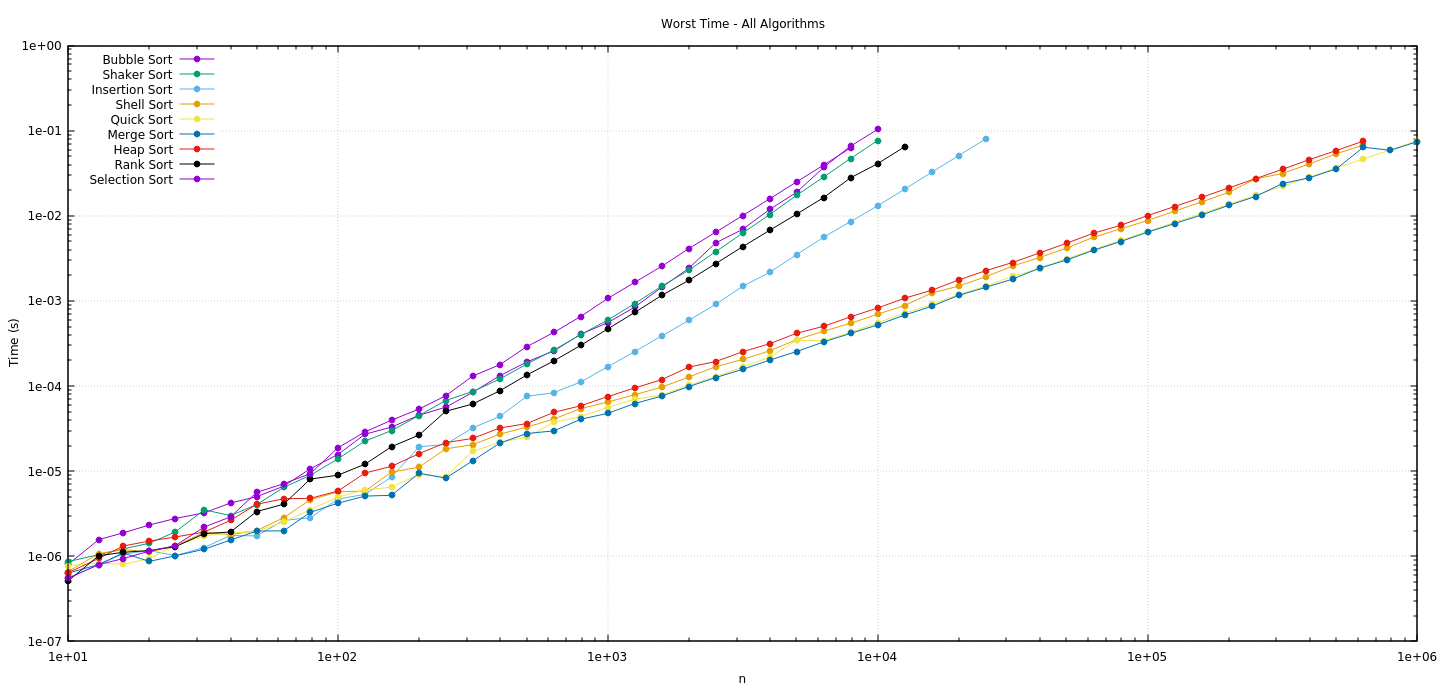 Worst Time - All Algorithms
1e+00
1e-01
1e-02
1e-03
1e-04
1e-05
1e-06
1e-07
Time (s)
Bubble Sort
Shaker Sort
Insertion Sort
Shell Sort
Quick Sort
Merge Sort
Heap Sort
Rank Sort
Selection Sort
1e+01 1e+02 1e+03 1e+04 1e+05 1e+06
n